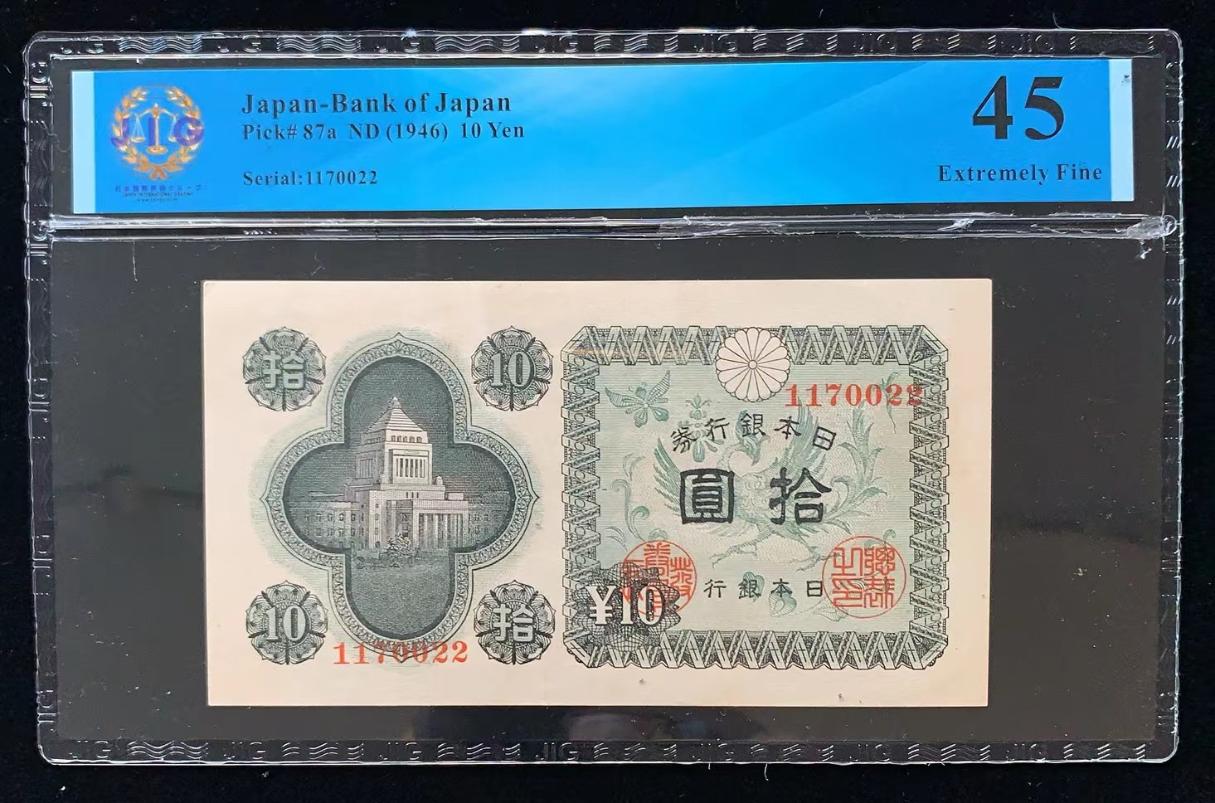 JIG
Japan-Bank of Japan
Pick# 87a ND (1946) 10 Yen
Serial:1170022
45
Extremely Fine
拾
10
1170022
券行銀本日
圓拾
行銀本日
¥10
10
拾
1170022